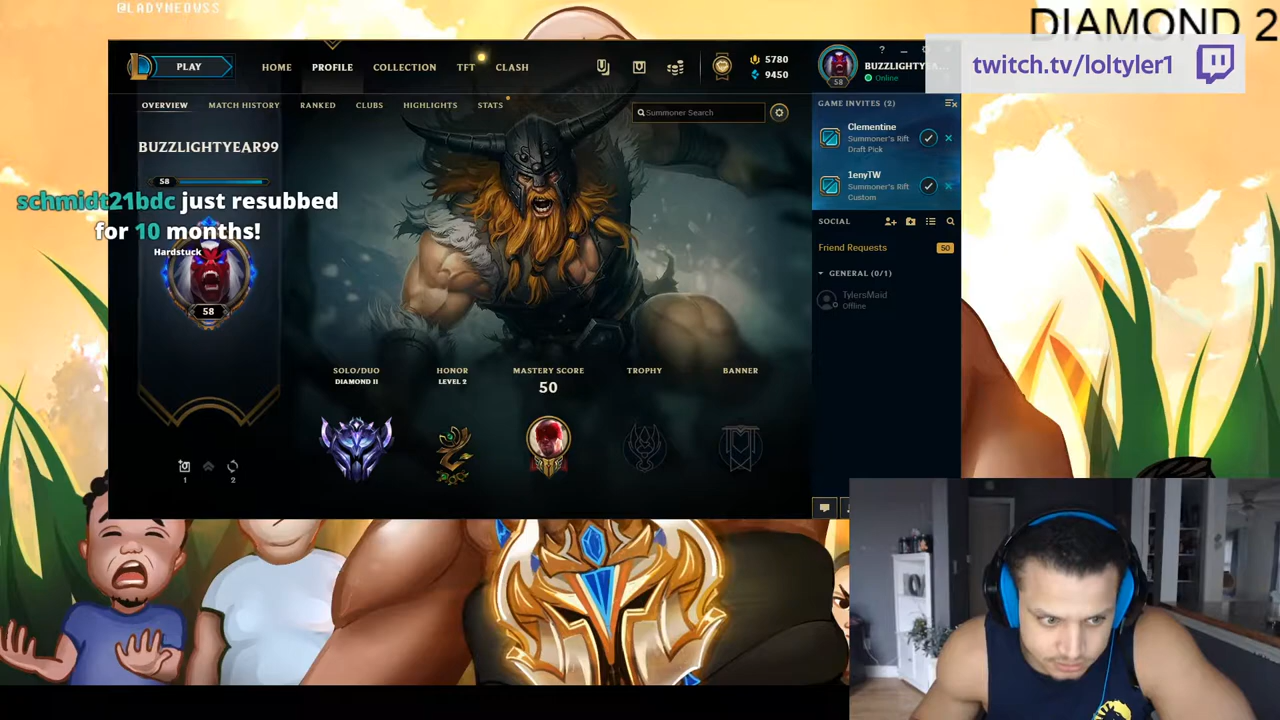 @LADYNEOVSS
DIAMOND 2
twitch.tv/loltyler1
PLAY
HOME
PROFILE
COLLECTION
TFT
CLASH
5780
9450
58
BUZZLIGHTYEA...
Online
OVERVIEW
MATCH HISTORY
RANKED
CLUBS
HIGHLIGHTS
STATS
Summoner Search
GAME INVITES (2)
Clementine
Summoner's Rift
Draft Pick
1enyTW
Summoner's Rift
Custom
BUZZLIGHTYEAR99
58
schmidt21bdc just resubbed
for 10 months!
Hardstuck
58
SOCIAL
Friend Requests
50
GENERAL (0/1)
TylersMaid
Offline
SOLO/DUO
DIAMOND II
HONOR
LEVEL 2
MASTERY SCORE
50
TROPHY
BANNER
1
2